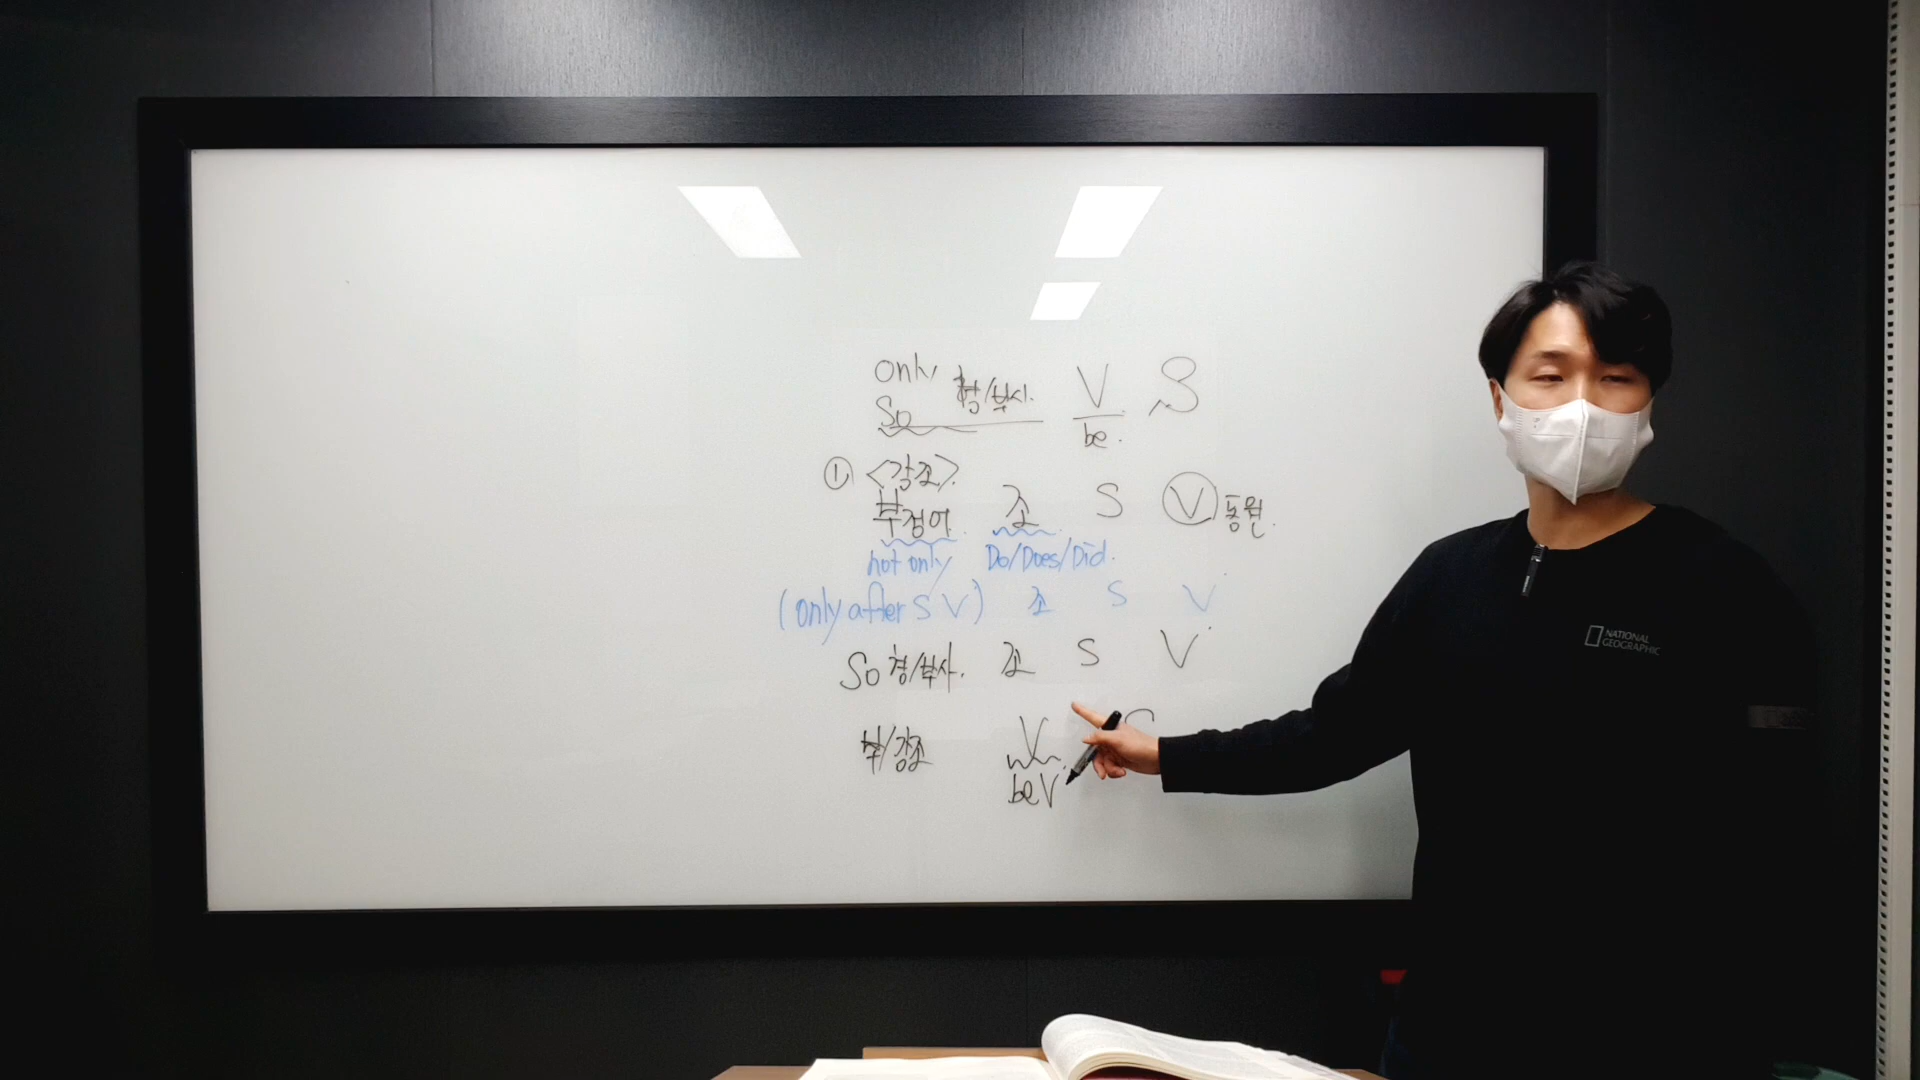 only
So 형/부사. V S
be.
① <강조>
부정어. 조 S V 동원.
not only Do/Does/Did.
(only after S V) 조 S V
So 형/부사. 조 S V
부/강조 V S
be V
NATIONAL
GEOGRAPHIC